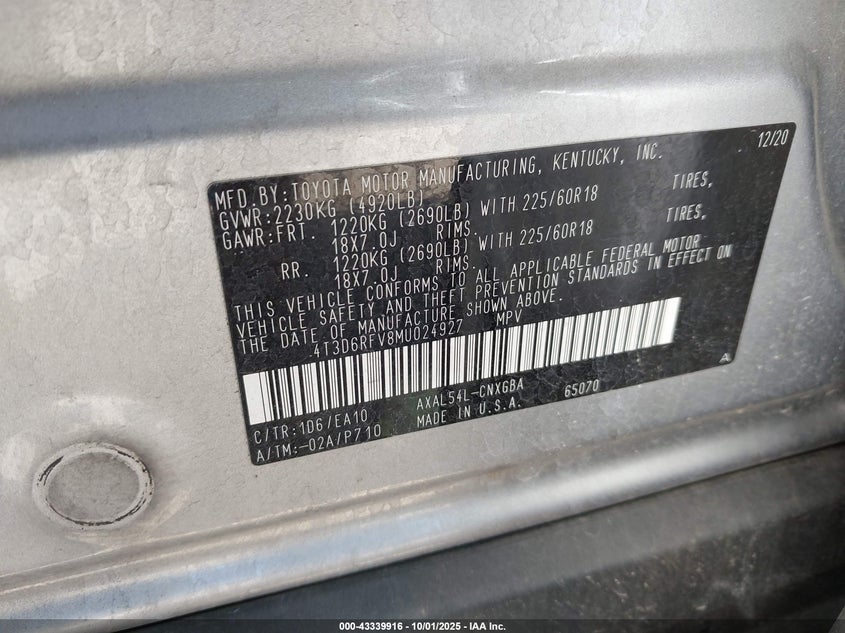 12/20
MFD.BY:TOYOTA MOTOR MANUFACTURING, KENTUCKY, INC.
GVWR:2230KG (4920LB)
GAWR:FRT. 1220KG (2690LB) WITH 225/60R18 TIRES,
18X7.0J RIMS.
RR. 1220KG (2690LB) WITH 225/60R18 TIRES,
18X7.0J RIMS.
THIS VEHICLE CONFORMS TO ALL APPLICABLE FEDERAL MOTOR
VEHICLE SAFETY AND THEFT PREVENTION STANDARDS IN EFFECT ON
THE DATE OF MANUFACTURE SHOWN ABOVE.
4T3D6RFV8MU024927 MPV
C/TR:1D6/EA10 AXAL54L-CNXGBA 65070
A/TM:-02A/P710 MADE IN U.S.A. A
000-43339916 - 10/01/2025 - IAA Inc.